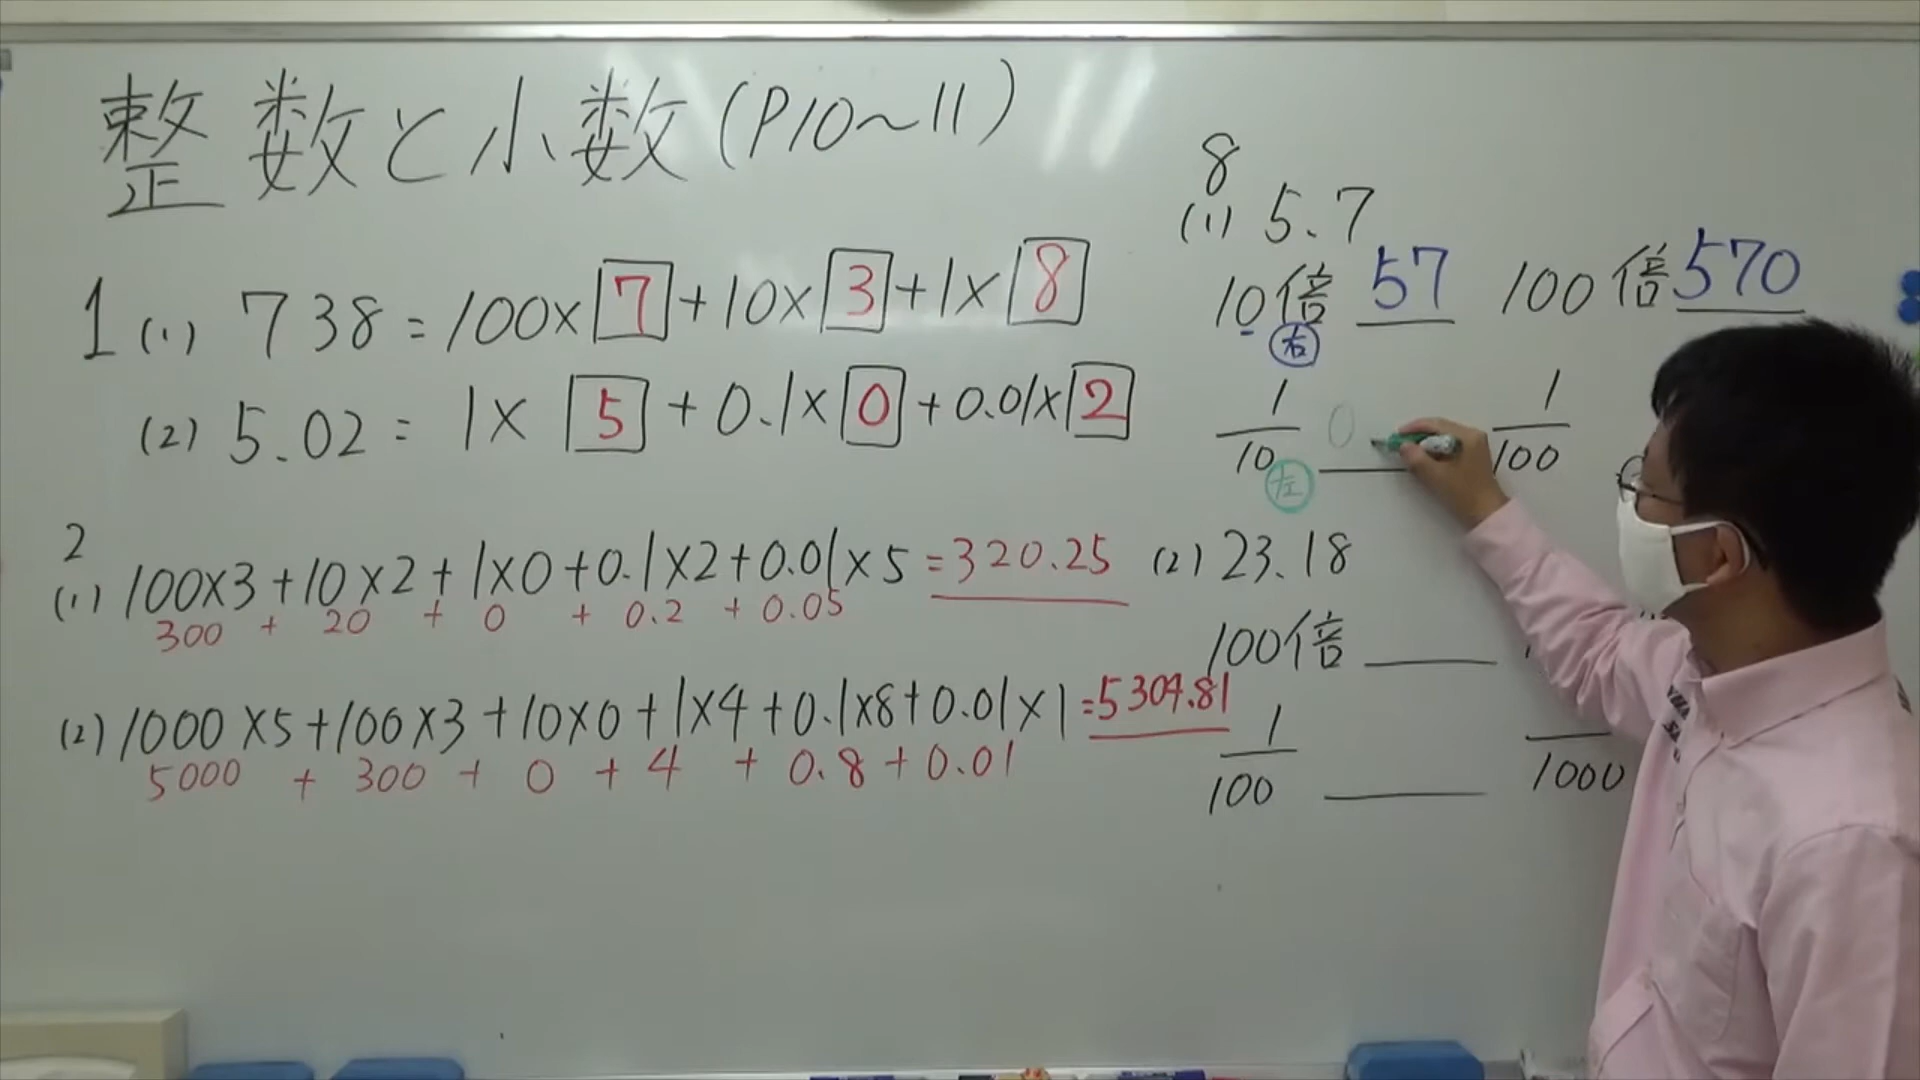 整数と小数(P10～11)
1 (1) 738=100×7+10×3+1×8
(2) 5.02=1×5+0.1×0+0.01×2
2
(1) 100×3+10×2+1×0+0.1×2+0.01×5=320.25
300+20+0+0.2+0.05
(2) 1000×5+100×3+10×0+1×4+0.1×8+0.01×1=5304.81
5000+300+0+4+0.8+0.01
8
(1) 5.7
10倍 57 100倍 570
右
1/10 0. 1/100
左
(2) 23.18
100倍
1/100 1000